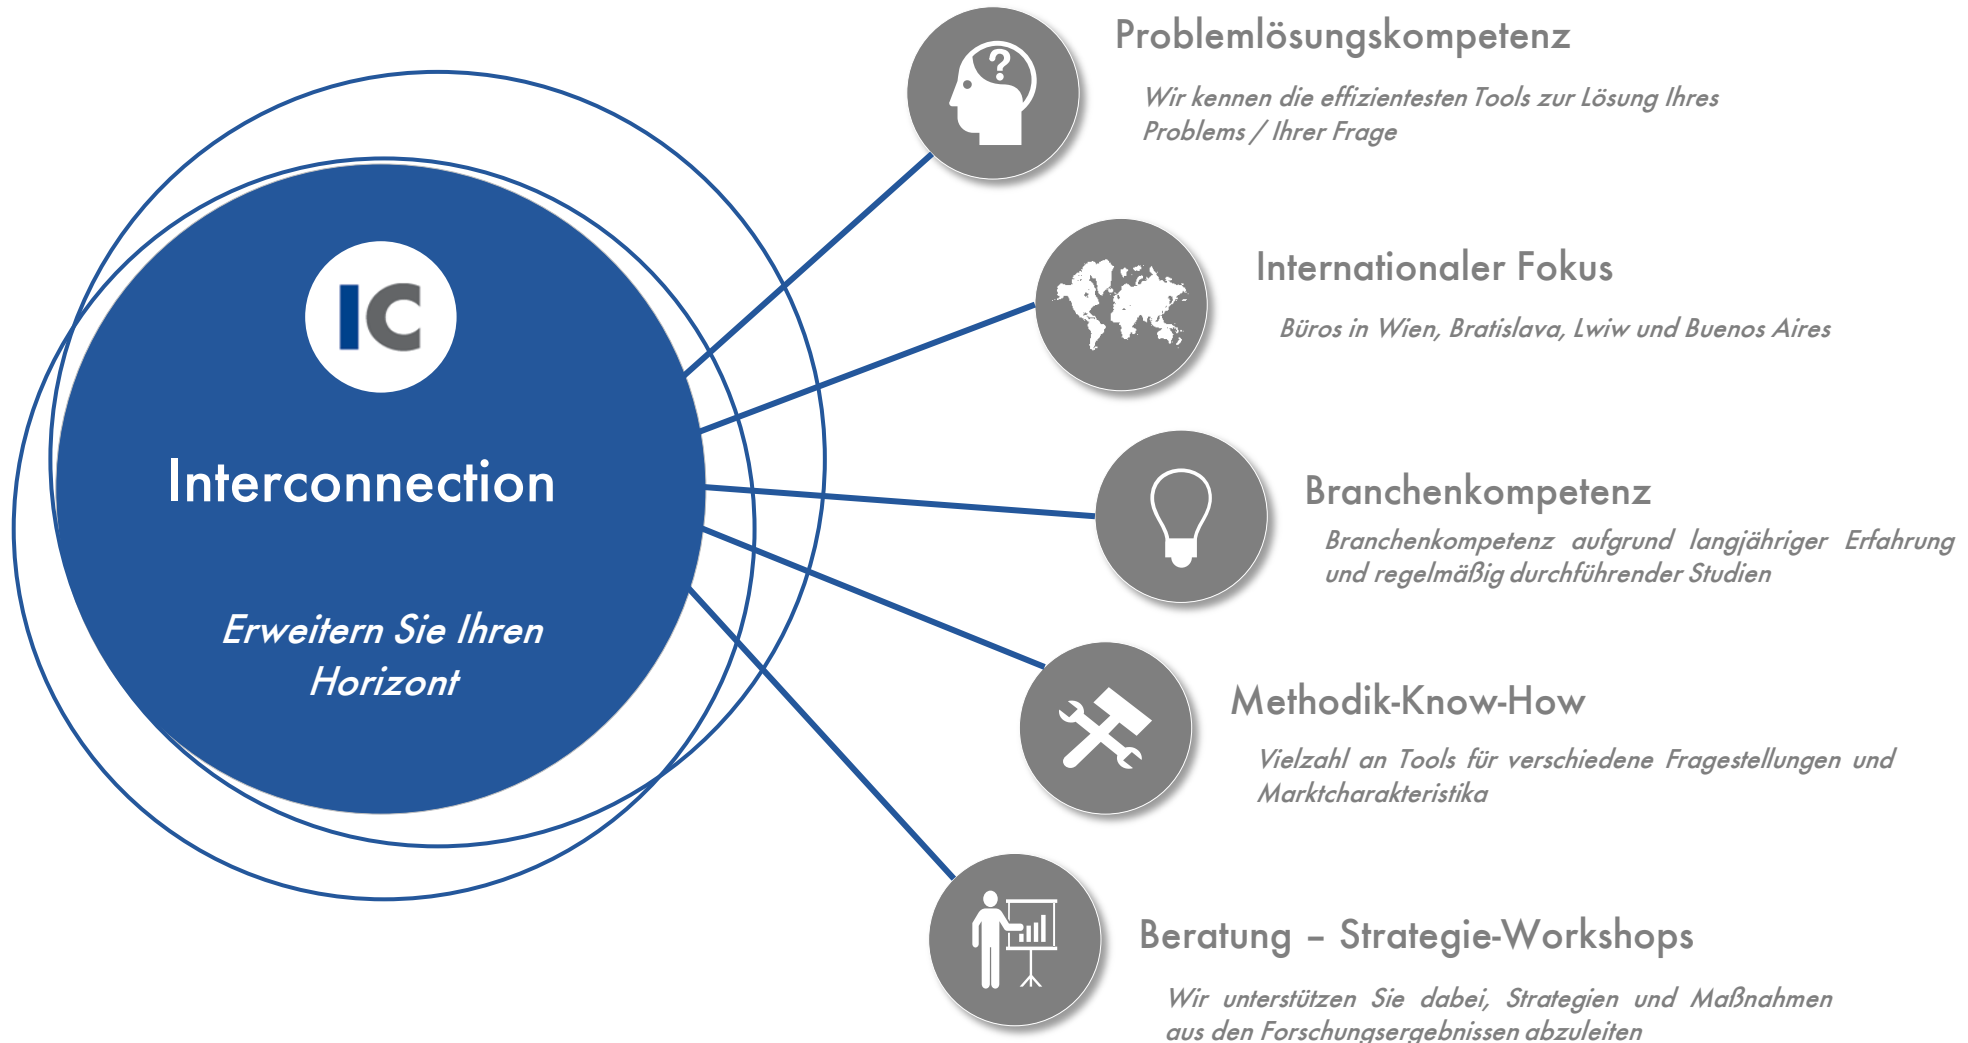 IC
Interconnection
Erweitern Sie Ihren
Horizont
Problemlösungskompetenz
Wir kennen die effizientesten Tools zur Lösung Ihres
Problems / Ihrer Frage
?
Internationaler Fokus
Büros in Wien, Bratislava, Lwiw und Buenos Aires
Branchenkompetenz
Branchenkompetenz aufgrund langjähriger Erfahrung
und regelmäßig durchführender Studien
Methodik-Know-How
Vielzahl an Tools für verschiedene Fragestellungen und
Marktcharakteristika
Beratung – Strategie-Workshops
Wir unterstützen Sie dabei, Strategien und Maßnahmen
aus den Forschungsergebnissen abzuleiten